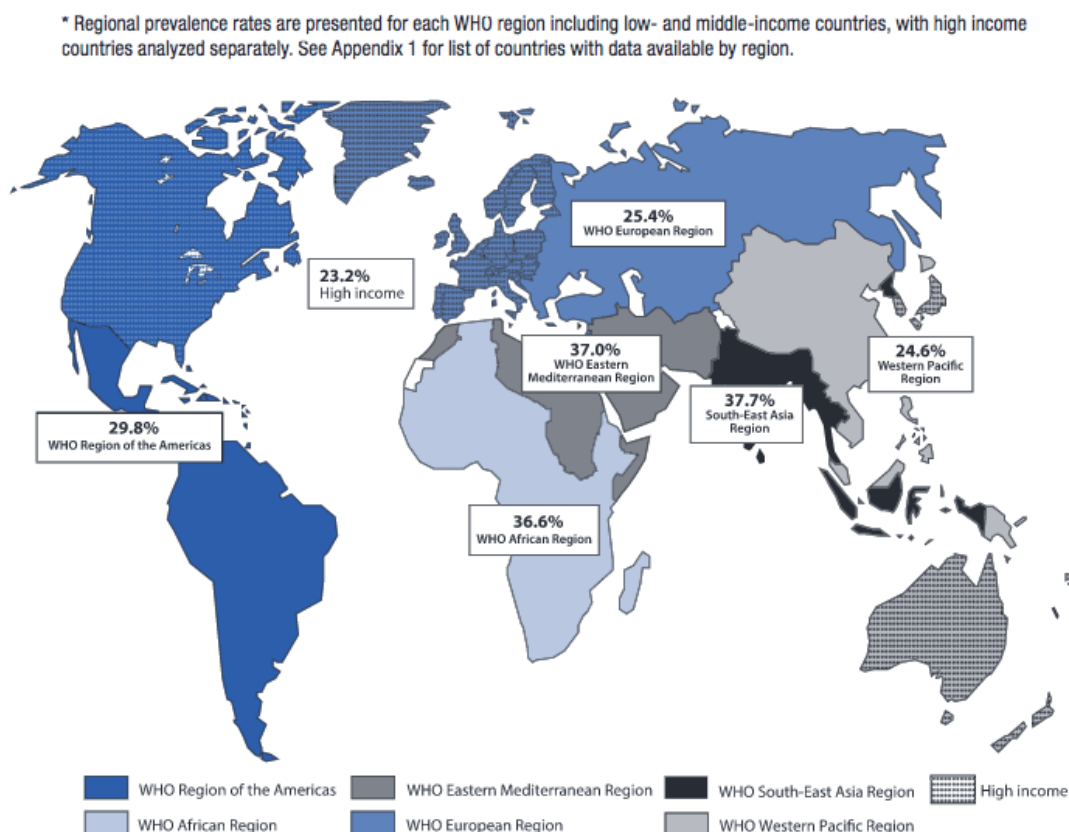 * Regional prevalence rates are presented for each WHO region including low- and middle-income countries, with high income
countries analyzed separately. See Appendix 1 for list of countries with data available by region.
25.4%
WHO European Region
23.2%
High income
37.0%
WHO Eastern
Mediterranean Region
24.6%
Western Pacific
Region
37.7%
South-East Asia
Region
29.8%
WHO Region of the Americas
36.6%
WHO African Region
WHO Region of the Americas
WHO Eastern Mediterranean Region
WHO South-East Asia Region
High income
WHO African Region
WHO European Region
WHO Western Pacific Region